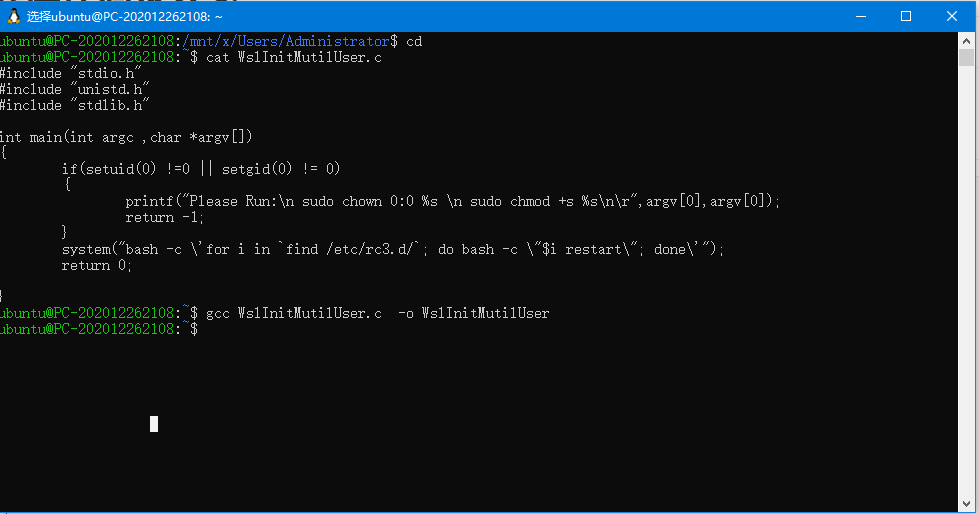 选择ubuntu@PC-202012262108: ~
ubuntu@PC-202012262108:/mnt/x/Users/Administrator$ cd
ubuntu@PC-202012262108:~$ cat WslInitMutilUser.c
#include "stdio.h"
#include "unistd.h"
#include "stdlib.h"
int main(int argc ,char *argv[])
{
if(setuid(0) !=0 || setgid(0) != 0)
{
printf("Please Run:\n sudo chown 0:0 %s \n sudo chmod +s %s\n\r",argv[0],argv[0]);
return -1;
}
system("bash -c \'for i in `find /etc/rc3.d/`; do bash -c \"$i restart\"; done\'");
return 0;
}
ubuntu@PC-202012262108:~$ gcc WslInitMutilUser.c  -o WslInitMutilUser
ubuntu@PC-202012262108:~$